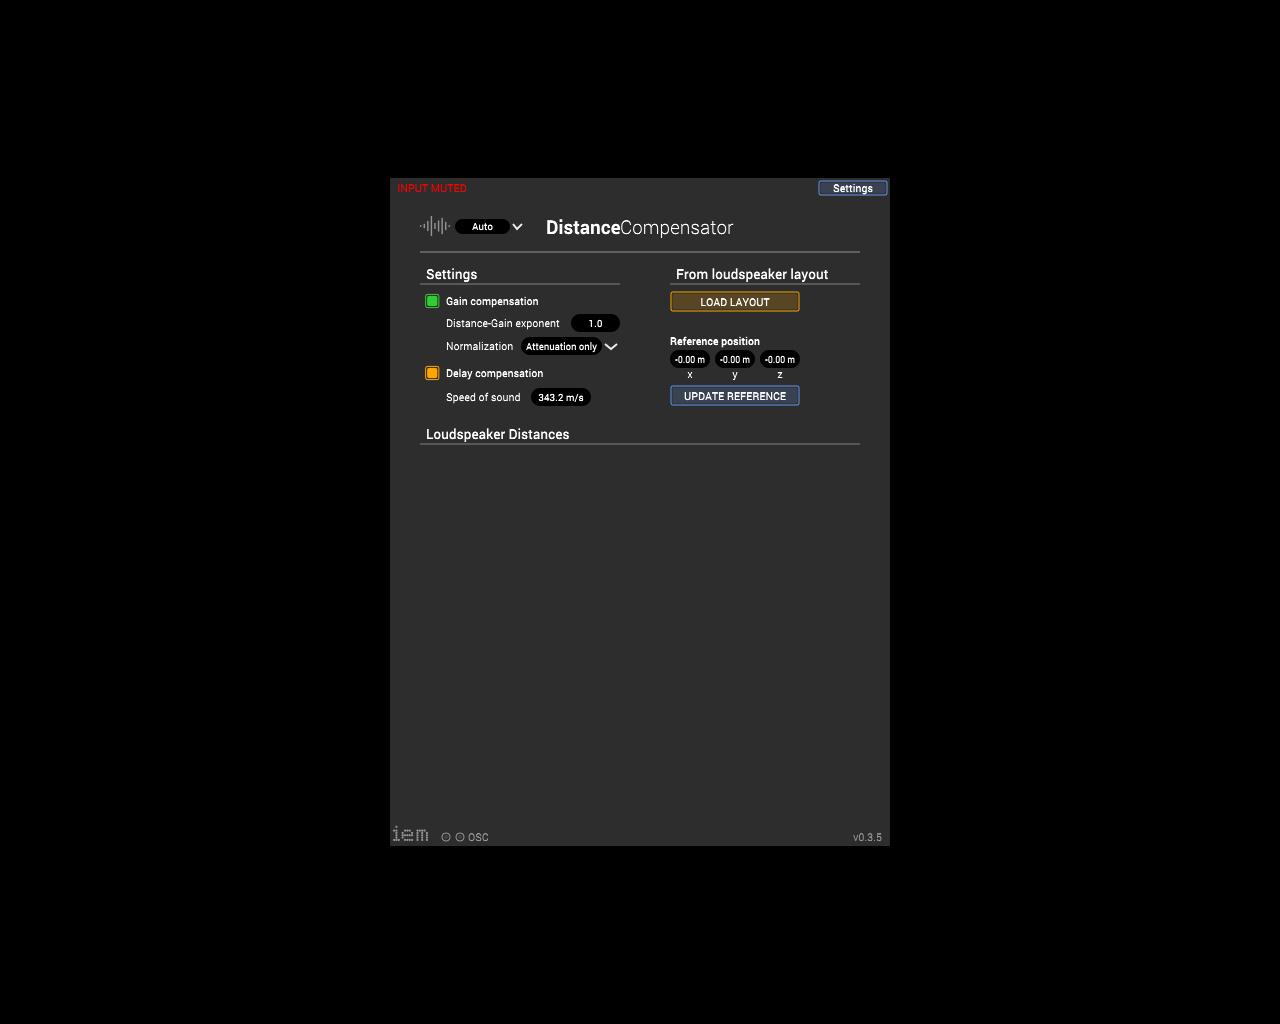 INPUT MUTED
Settings
Auto
DistanceCompensator
Settings
From loudspeaker layout
Gain compensation
LOAD LAYOUT
Distance-Gain exponent 1.0
Normalization Attenuation only
Reference position
-0.00 m -0.00 m -0.00 m
x y z
Delay compensation
Speed of sound 343.2 m/s
UPDATE REFERENCE
Loudspeaker Distances
iem
OSC
v0.3.5